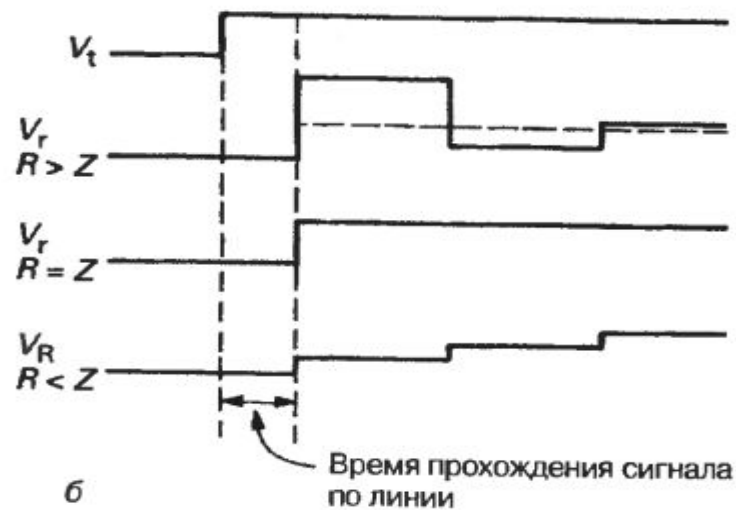 Vt
Vr
R > Z
Vr
R = Z
VR
R < Z
Время прохождения сигнала
по линии
б